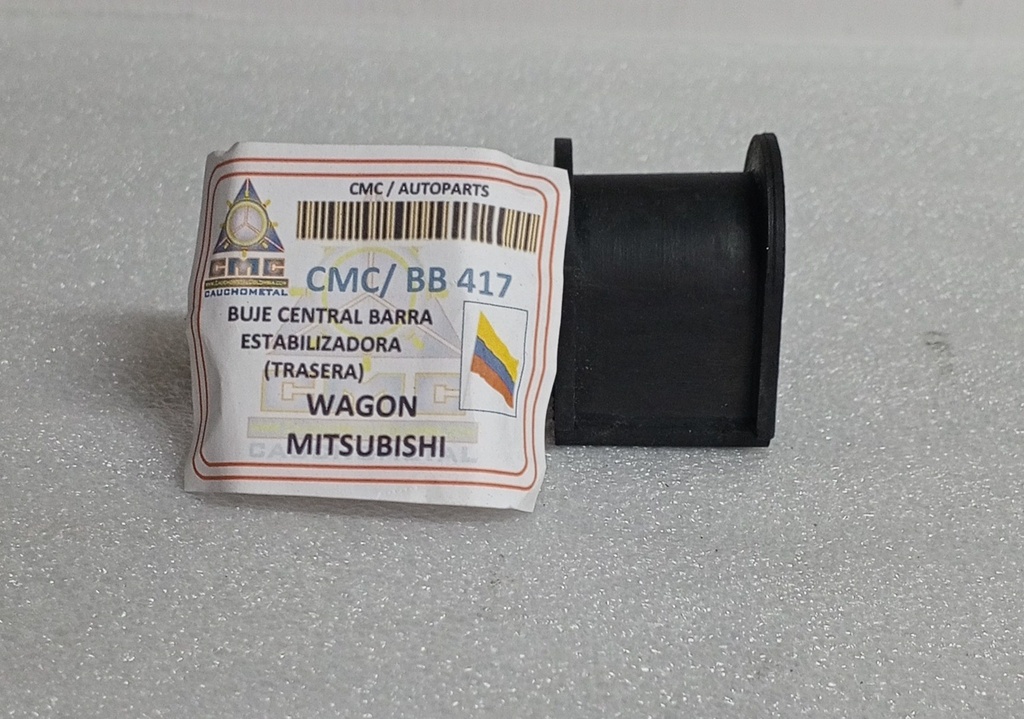 CMC / AUTOPARTS
CMC
CAUCHOMETAL
CMC/ BB 417
BUJE CENTRAL BARRA
ESTABILIZADORA
(TRASERA)
WAGON
MITSUBISHI